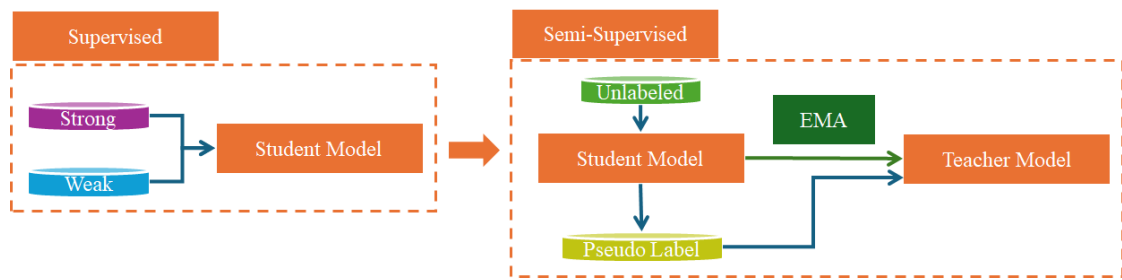 Supervised
Strong
Weak
Student Model
Semi-Supervised
Unlabeled
Student Model
Pseudo Label
EMA
Teacher Model